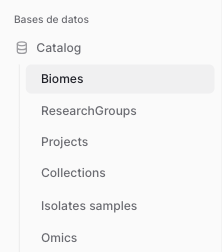 Bases de datos
Catalog
Biomes
ResearchGroups
Projects
Collections
Isolates samples
Omics